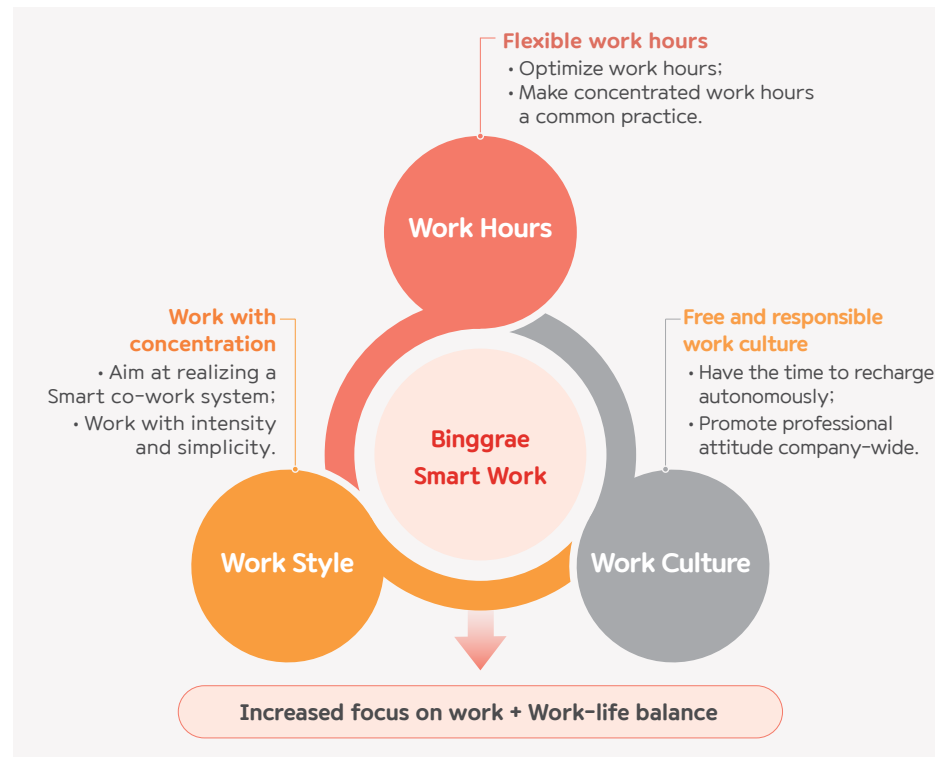 Flexible work hours
• Optimize work hours;
• Make concentrated work hours
a common practice.
Work Hours
Work with
concentration
• Aim at realizing a
Smart co-work system;
• Work with intensity
and simplicity.
Free and responsible
work culture
• Have the time to recharge
autonomously;
• Promote professional
attitude company-wide.
Binggrae
Smart Work
Work Style
Work Culture
Increased focus on work + Work-life balance